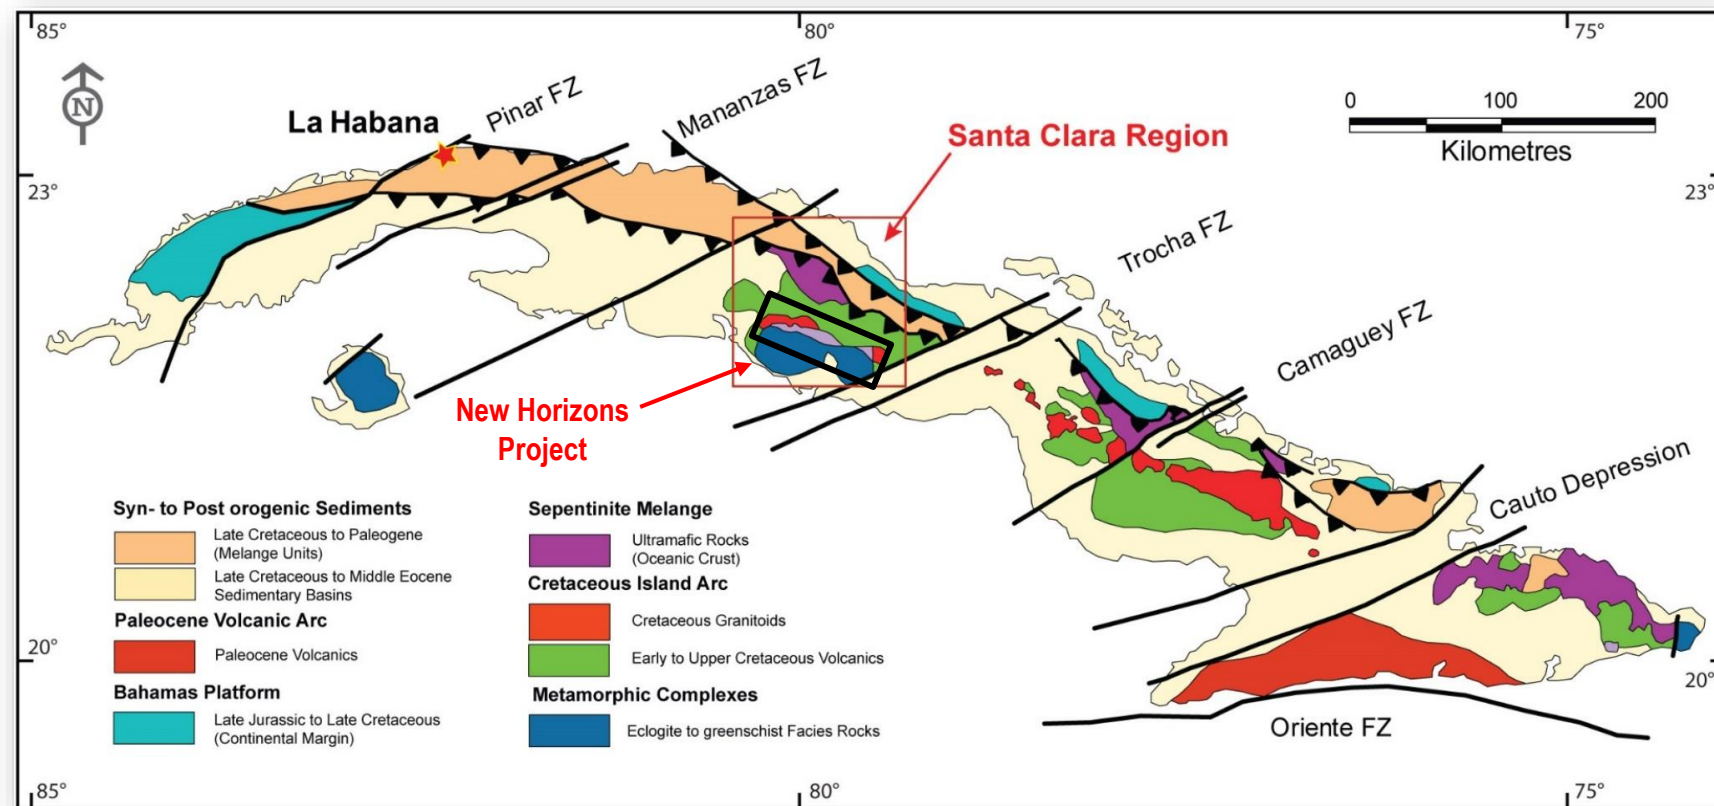 85°
80°
75°
N
La Habana
Pinar FZ
Mananzas FZ
Santa Clara Region
0 100 200
Kilometres
23°
23°
Trocha FZ
Camaguey FZ
New Horizons
Project
Cauto Depression
Syn- to Post orogenic Sediments
Late Cretaceous to Paleogene
(Melange Units)
Late Cretaceous to Middle Eocene
Sedimentary Basins
Paleocene Volcanic Arc
Paleocene Volcanics
Bahamas Platform
Late Jurassic to Late Cretaceous
(Continental Margin)
Sepentinite Melange
Ultramafic Rocks
(Oceanic Crust)
Cretaceous Island Arc
Cretaceous Granitoids
Early to Upper Cretaceous Volcanics
Metamorphic Complexes
Eclogite to greenschist Facies Rocks
20°
20°
Oriente FZ
85°
80°
75°